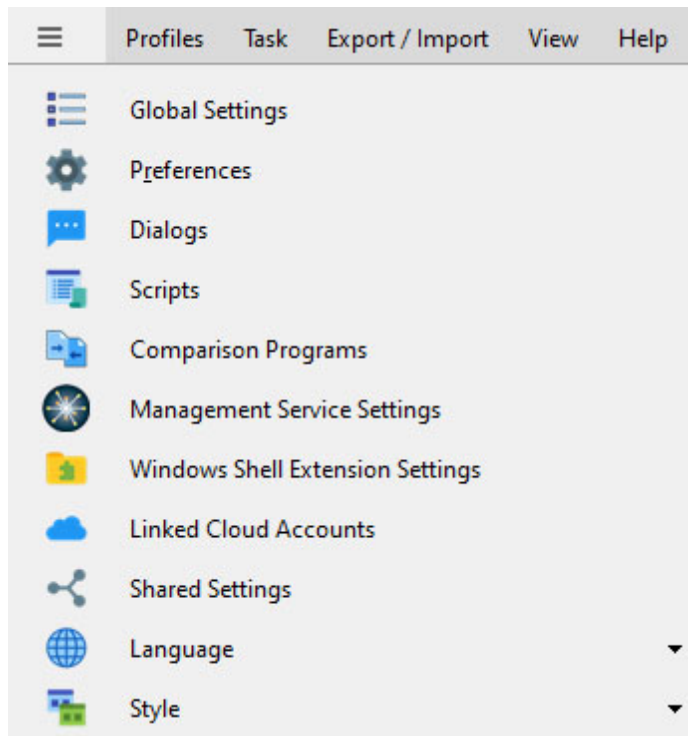 Profiles Task Export / Import View Help
Global Settings
Preferences
Dialogs
Scripts
Comparison Programs
Management Service Settings
Windows Shell Extension Settings
Linked Cloud Accounts
Shared Settings
Language
Style